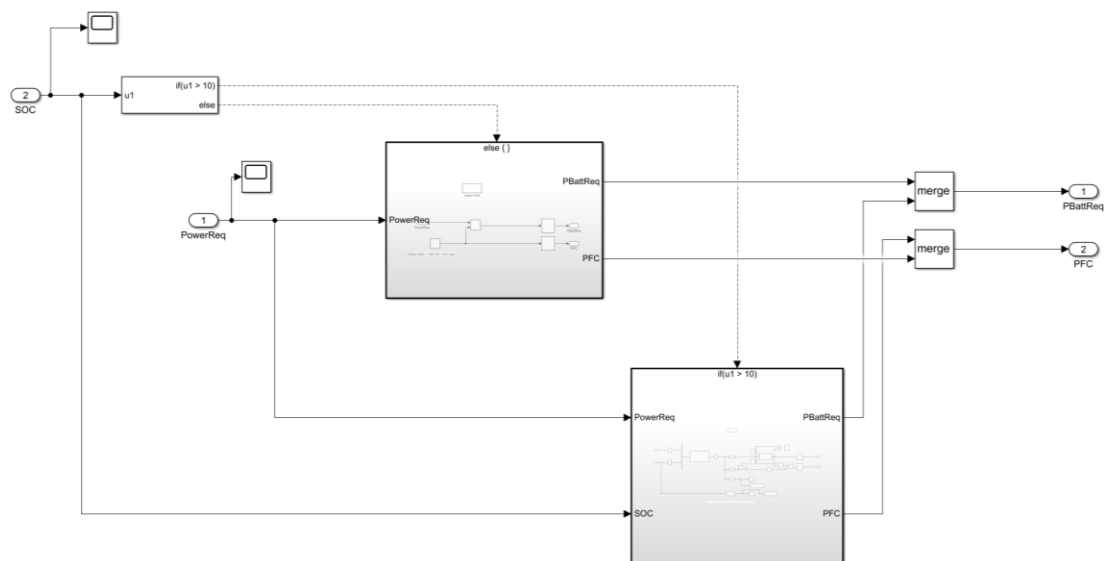 2
SOC
u1
if(u1 > 10)
else
else { }
PowerReq
PBattReq
PFC
1
PowerReq
merge
merge
1
PBattReq
2
PFC
if(u1 > 10)
PowerReq
SOC
PBattReq
PFC